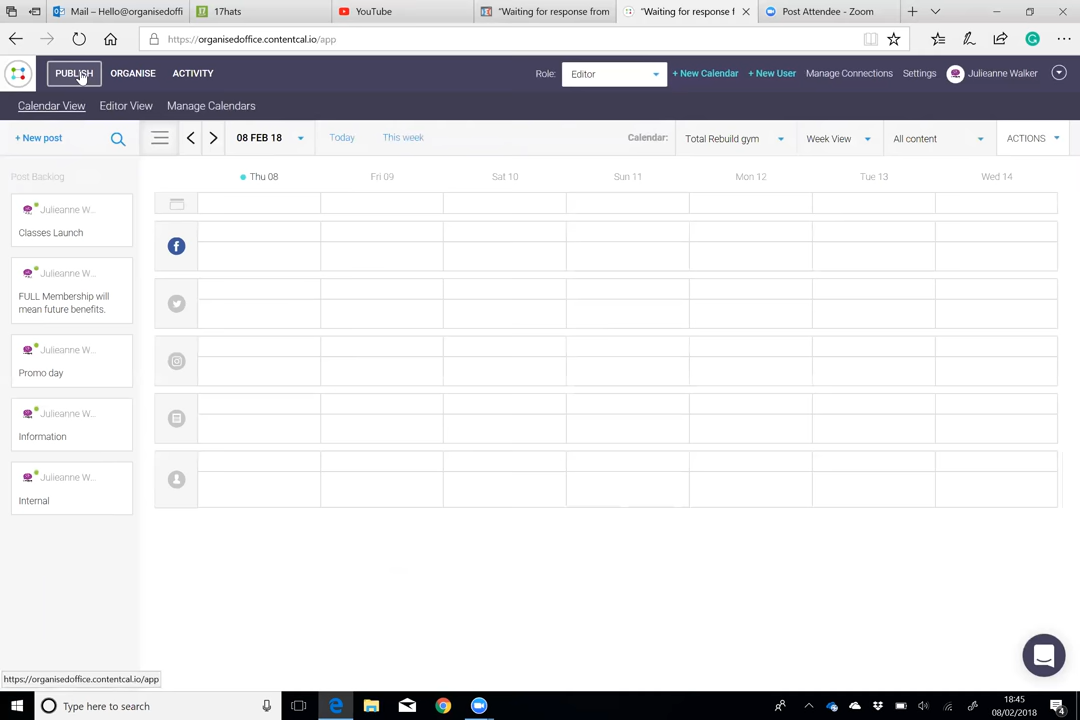 Mail – Hello@organisedoffi
17hats
YouTube
"Waiting for response from
"Waiting for response f
Post Attendee - Zoom
https://organisedoffice.contentcal.io/app
PUBLISH
ORGANISE
ACTIVITY
Role:
Editor
+ New Calendar
+ New User
Manage Connections
Settings
Julieanne Walker
Calendar View
Editor View
Manage Calendars
+ New post
08 FEB 18
Today
This week
Calendar:
Total Rebuild gym
Week View
All content
ACTIONS
Post Backlog
Thu 08
Fri 09
Sat 10
Sun 11
Mon 12
Tue 13
Wed 14
Julieanne W...
Classes Launch
Julieanne W...
FULL Membership will
mean future benefits.
Julieanne W...
Promo day
Julieanne W...
Information
Julieanne W...
Internal
https://organisedoffice.contentcal.io/app
Type here to search
18:45
08/02/2018
4